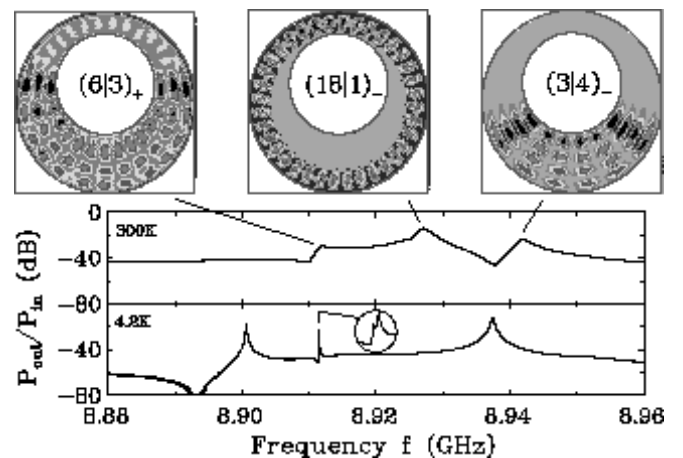 (6|3)₊
(18|1)₋
(3|4)₋
0
300K
−40
−80
4.2K
−40
−80
P_out/P_in (dB)
8.88 8.90 8.92 8.94 8.96
Frequency f (GHz)